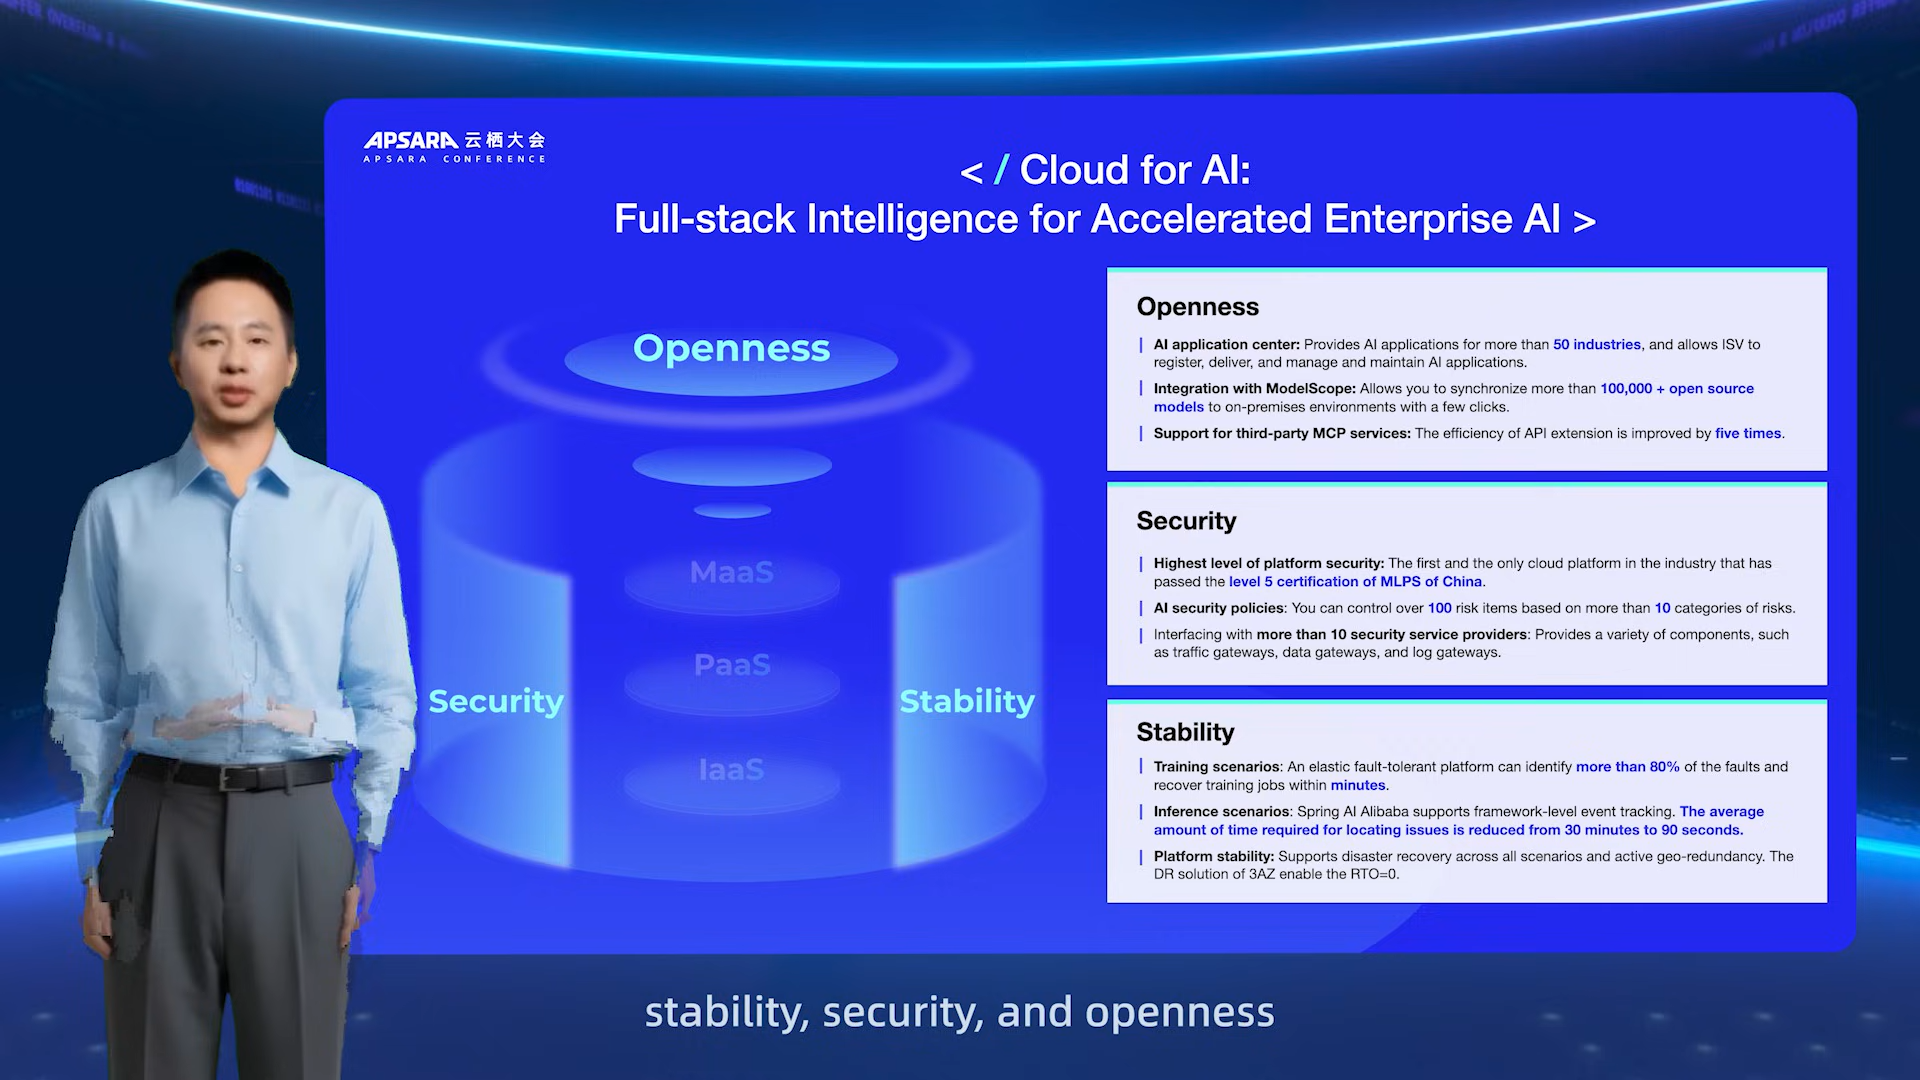 APSARA 云栖大会
APSARA CONFERENCE
< / Cloud for AI:
Full-stack Intelligence for Accelerated Enterprise AI >
Openness
MaaS
PaaS
IaaS
Security
Stability
Openness
AI application center: Provides AI applications for more than 50 industries, and allows ISV to
register, deliver, and manage and maintain AI applications.
Integration with ModelScope: Allows you to synchronize more than 100,000 + open source
models to on-premises environments with a few clicks.
Support for third-party MCP services: The efficiency of API extension is improved by five times.
Security
Highest level of platform security: The first and the only cloud platform in the industry that has
passed the level 5 certification of MLPS of China.
AI security policies: You can control over 100 risk items based on more than 10 categories of risks.
Interfacing with more than 10 security service providers: Provides a variety of components, such
as traffic gateways, data gateways, and log gateways.
Stability
Training scenarios: An elastic fault-tolerant platform can identify more than 80% of the faults and
recover training jobs within minutes.
Inference scenarios: Spring AI Alibaba supports framework-level event tracking. The average
amount of time required for locating issues is reduced from 30 minutes to 90 seconds.
Platform stability: Supports disaster recovery across all scenarios and active geo-redundancy. The
DR solution of 3AZ enable the RTO=0.
stability, security, and openness